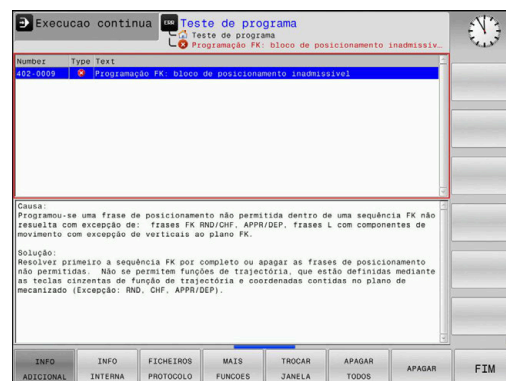 Execucao continua
ERR Teste de programa
Teste de programa
Programação FK: bloco de posicionamento inadmissiv…
Number Type Text
402-0009 Programação FK: bloco de posicionamento inadmissível
Causa:
Programou-se uma frase de posicionamento não permitida dentro de uma sequência FK não
resuelta com excepção de: frases FK RND/CHF, APPR/DEP, frases L com componentes de
movimento com excepção de verticais ao plano FK.
Solução:
Resolver primeiro a sequência FK por completo ou apagar as frases de posicionamento
não permitidas. Não se permitem funções de trajectória, que estão definidas mediante
as teclas cinzentas de função de trajectória e coordenadas contidas no plano de
mecanizado (Excepção: RND, CHF, APPR/DEP).
INFO ADICIONAL
INFO INTERNA
FICHEIROS PROTOCOLO
MAIS FUNCOES
TROCAR JANELA
APAGAR TODOS
APAGAR
FIM